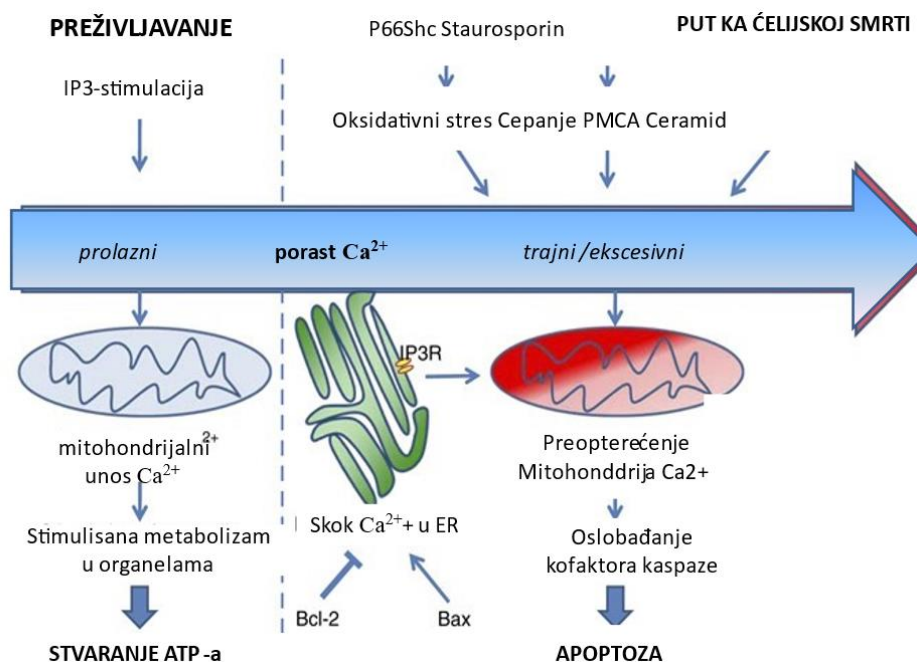 PREŽIVLJAVANJE
P66Shc Staurosporin
PUT KA ĆELIJSKOJ SMRTI
IP3-stimulacija
Oksidativni stres Cepanje PMCA Ceramid
prolazni
porast Ca²⁺
trajni /ekscesivni
IP3R
mitohondrijalni²⁺
unos Ca²⁺
Preopterećenje
Mitohonddrija Ca2+
Skok Ca²⁺+ u ER
Stimulisana metabolizam
u organelama
Oslobađanje
kofaktora kaspaze
Bcl-2
Bax
STVARANJE ATP -a
APOPTOZA